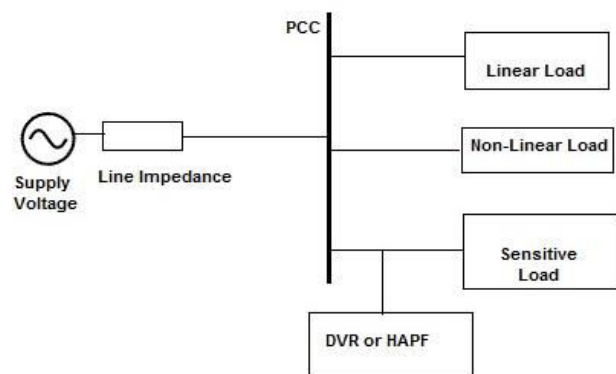 PCC
Linear Load
Non-Linear Load
Supply
Voltage
Line Impedance
Sensitive
Load
DVR or HAPF